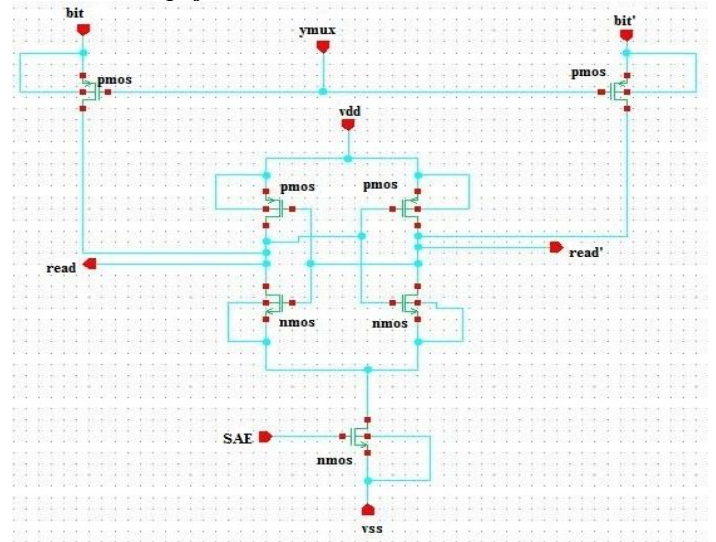 bit
bit'
ymux
pmos
pmos
vdd
pmos
pmos
read'
read
nmos
nmos
SAE
nmos
vss